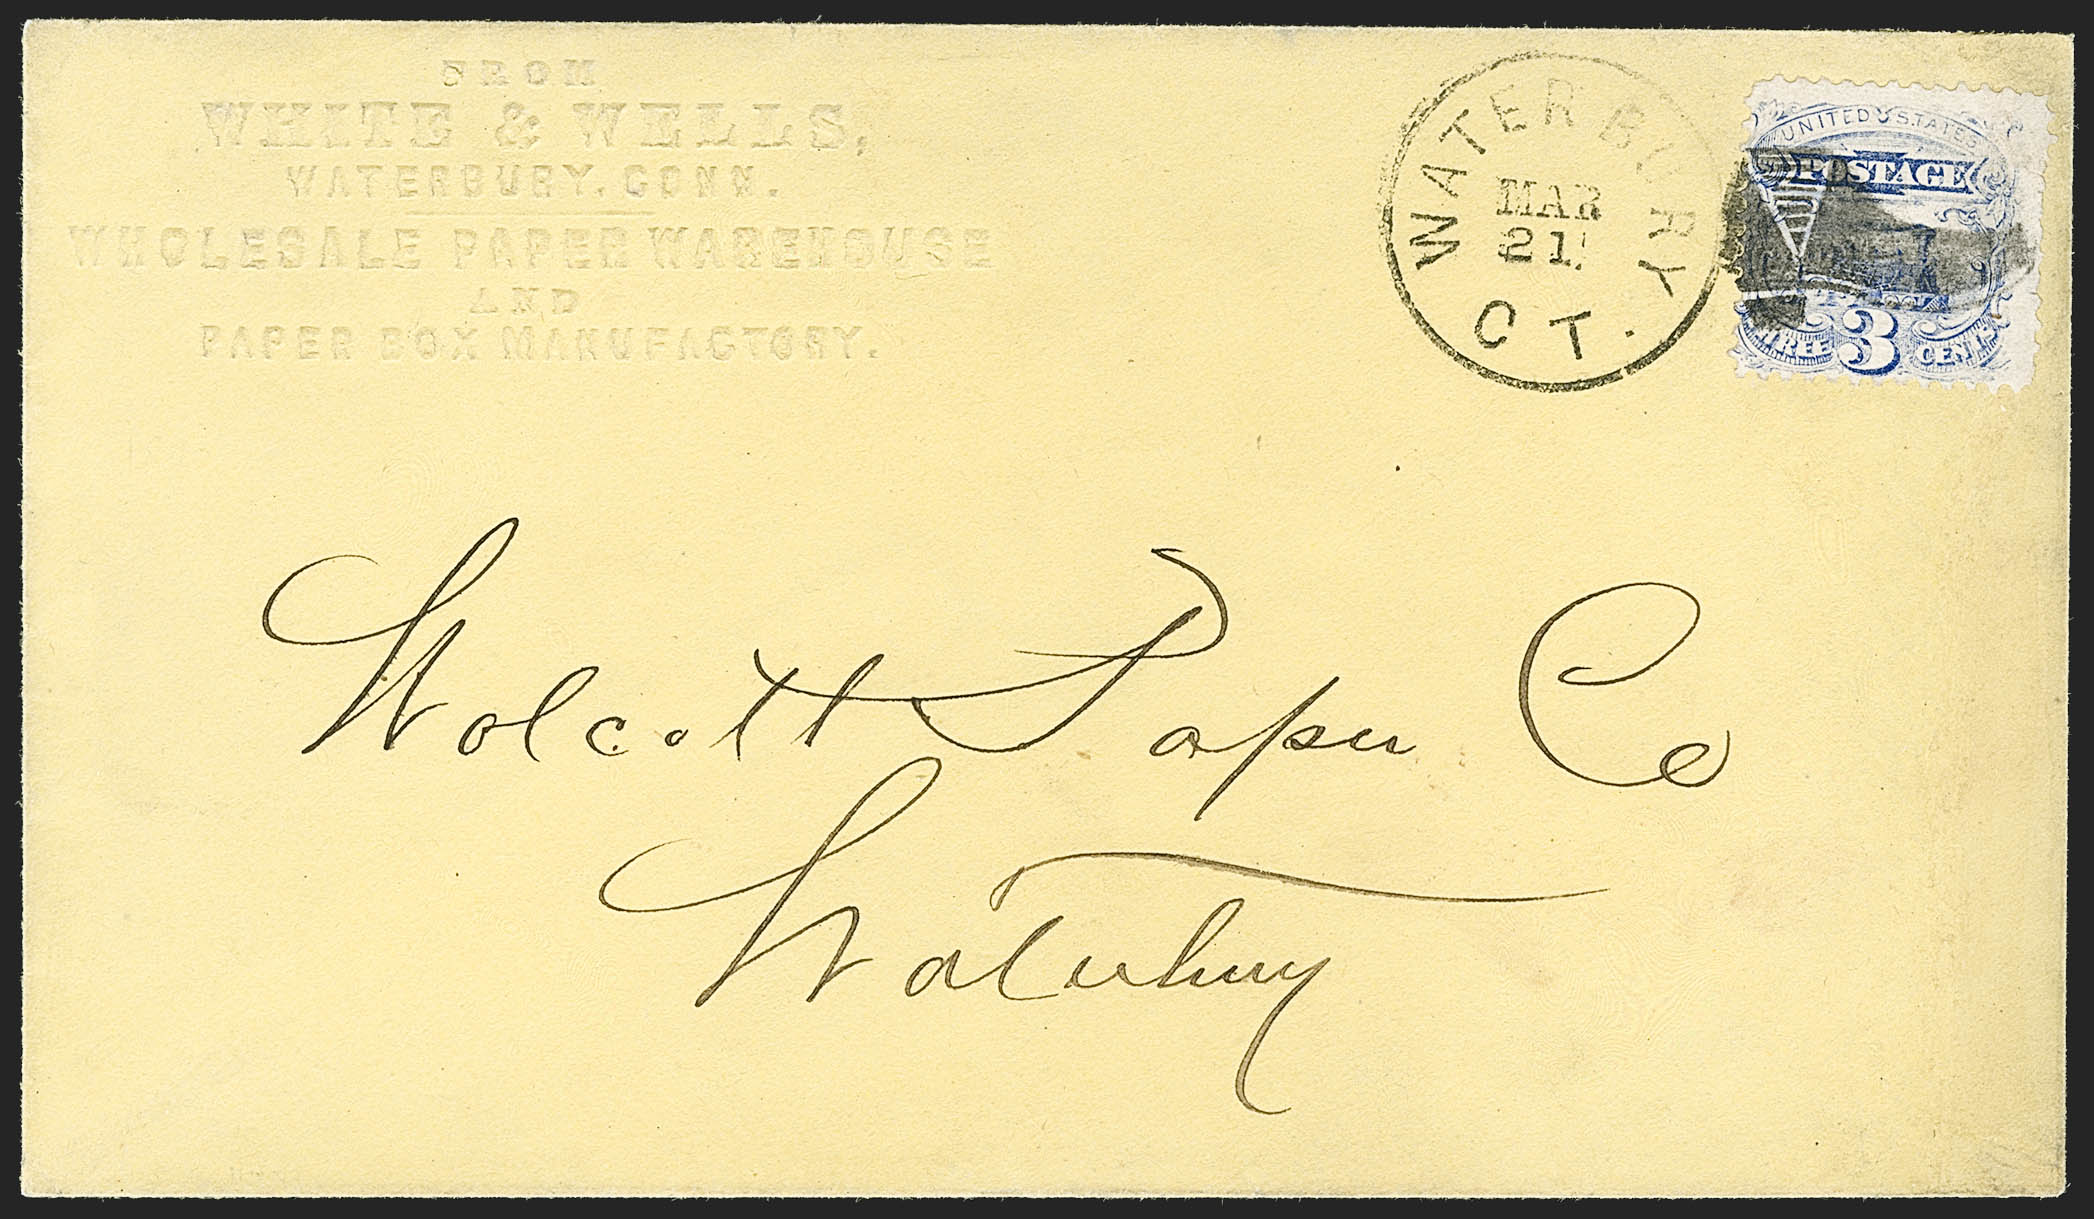 FROM
WHITE & WELLS,
WATERBURY, CONN.
WHOLESALE PAPER WAREHOUSE
AND
PAPER BOX MANUFACTORY.
WATERBURY
MAR
21
CT.
UNITED STATES
POSTAGE
THREE 3 CENTS
Wolcott Paper Co
Waterbury